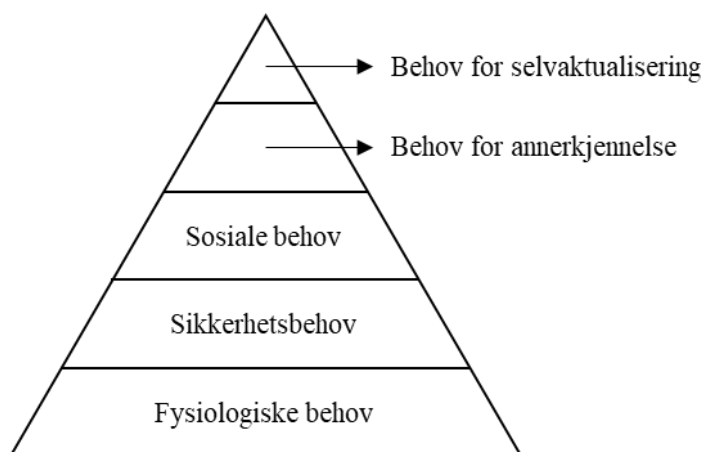 Behov for selvaktualisering
Behov for annerkjennelse
Sosiale behov
Sikkerhetsbehov
Fysiologiske behov